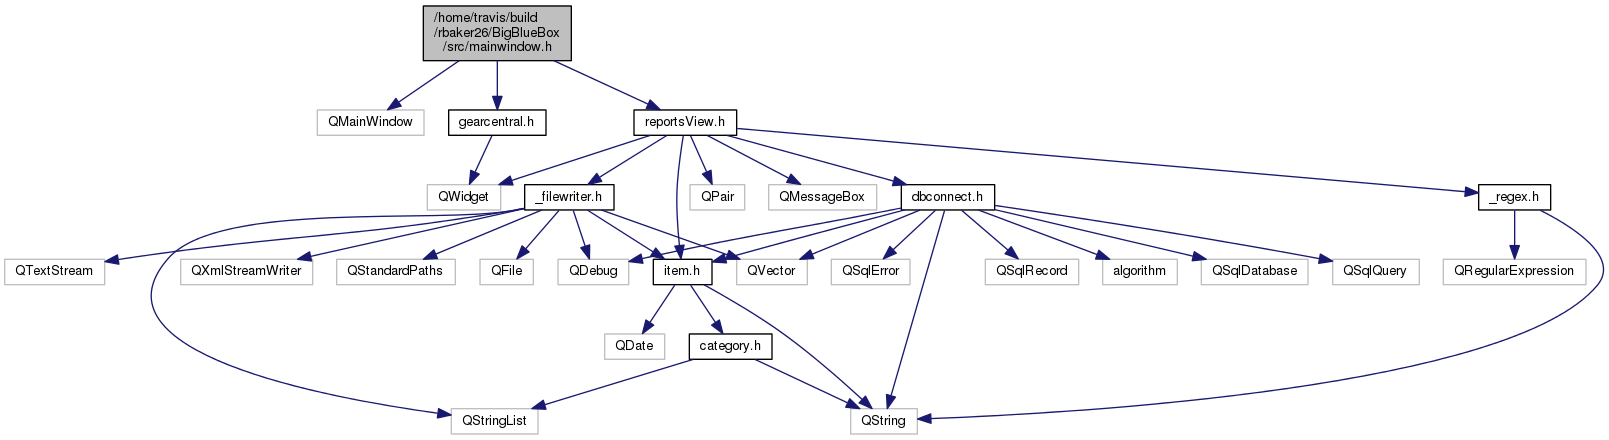 /home/travis/build
/rbaker26/BigBlueBox
/src/mainwindow.h
QMainWindow
gearcentral.h
reportsView.h
QWidget
_filewriter.h
QPair
QMessageBox
dbconnect.h
_regex.h
QTextStream
QXmlStreamWriter
QStandardPaths
QFile
QDebug
item.h
QVector
QSqlError
QSqlRecord
algorithm
QSqlDatabase
QSqlQuery
QRegularExpression
QDate
category.h
QStringList
QString